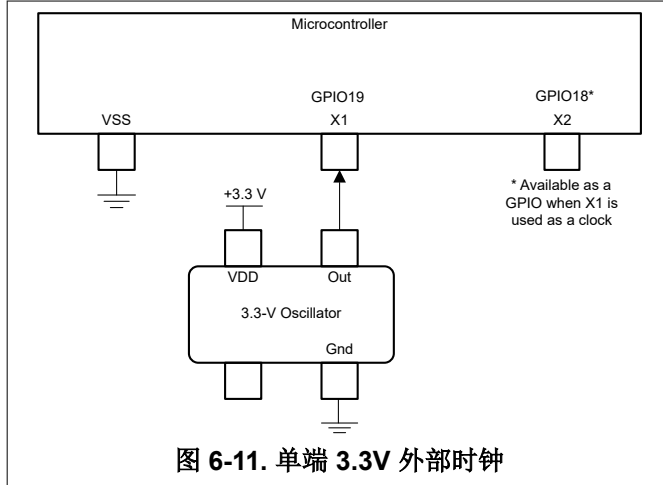 Microcontroller
GPIO19
GPIO18*
VSS
X1
X2
* Available as a
GPIO when X1 is
used as a clock
+3.3 V
VDD
Out
3.3-V Oscillator
Gnd
图 6-11. 单端 3.3V 外部时钟